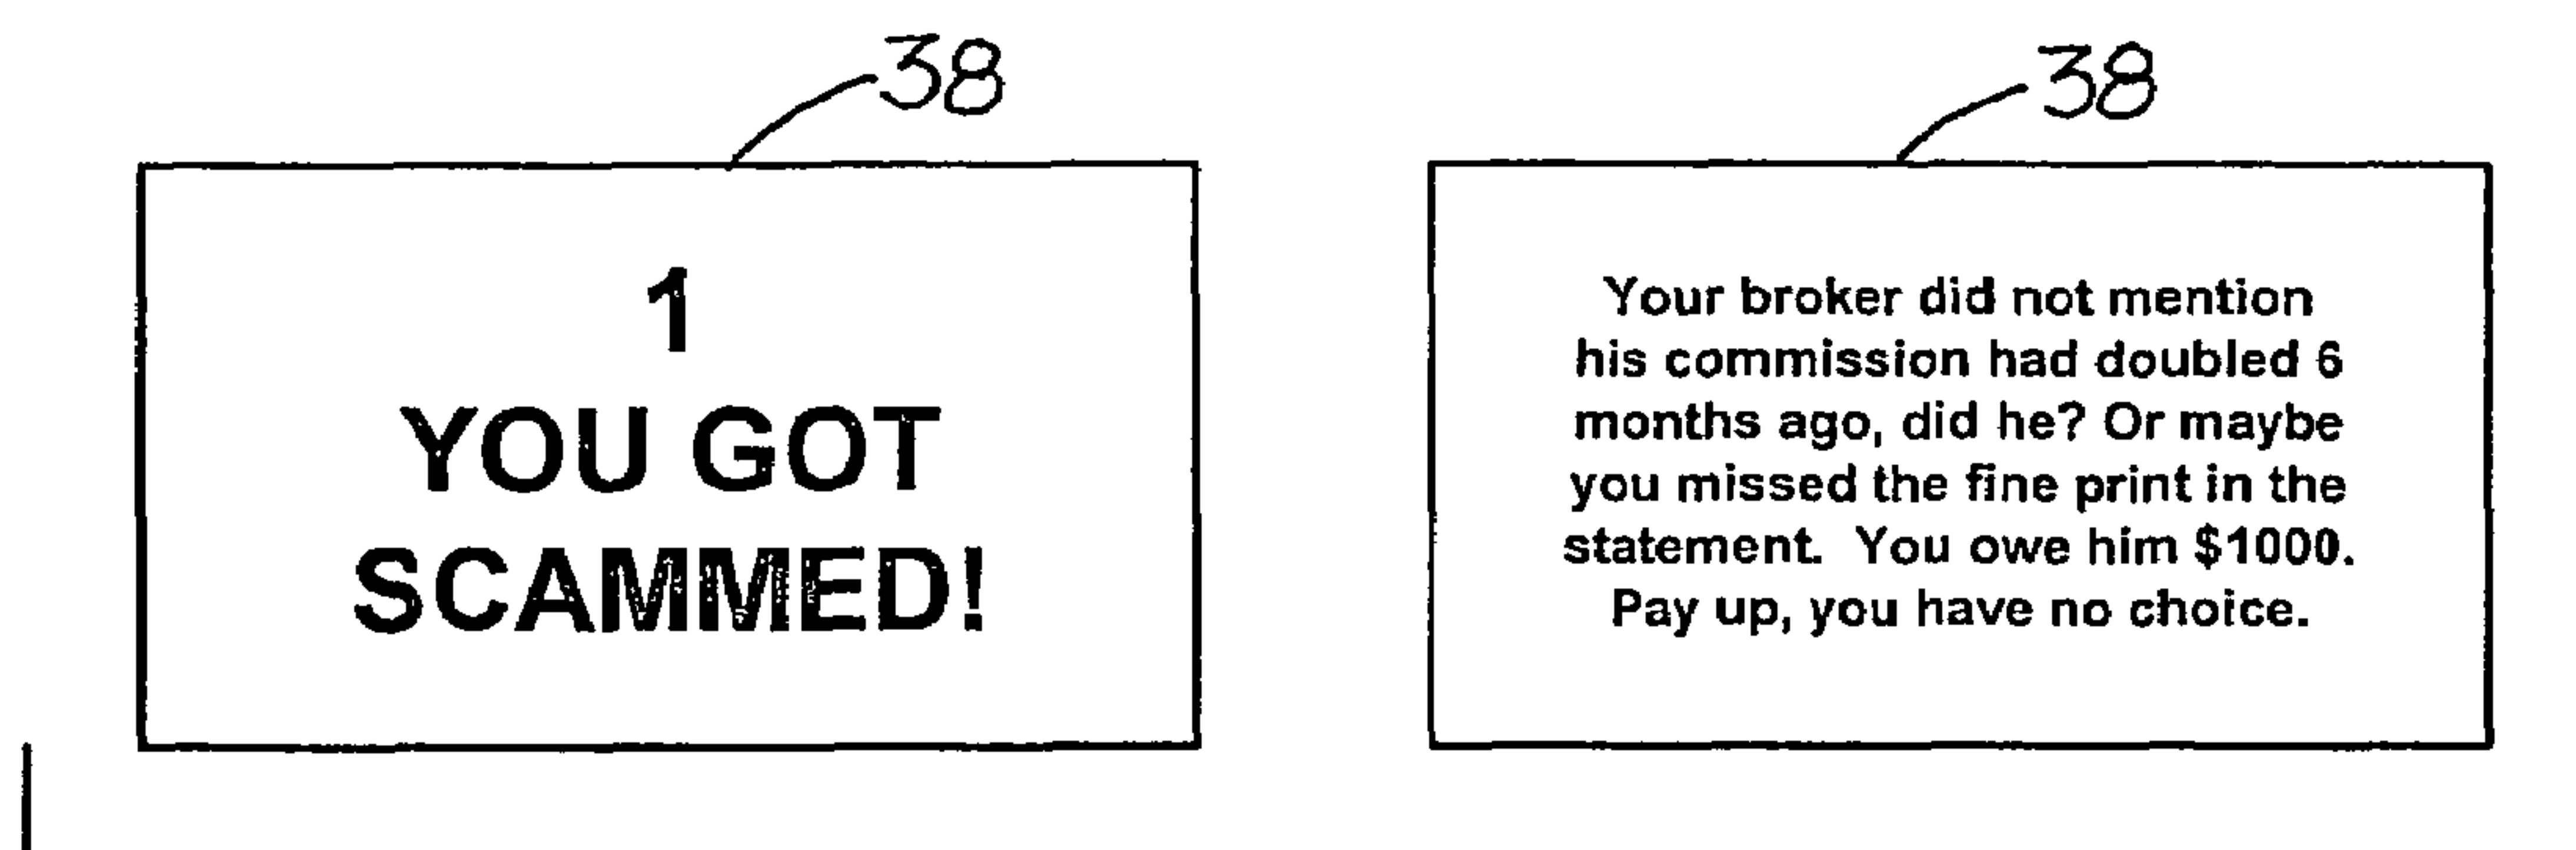 38
38
1
YOU GOT
SCAMMED!
Your broker did not mention
his commission had doubled 6
months ago, did he? Or maybe
you missed the fine print in the
statement. You owe him $1000.
Pay up, you have no choice.